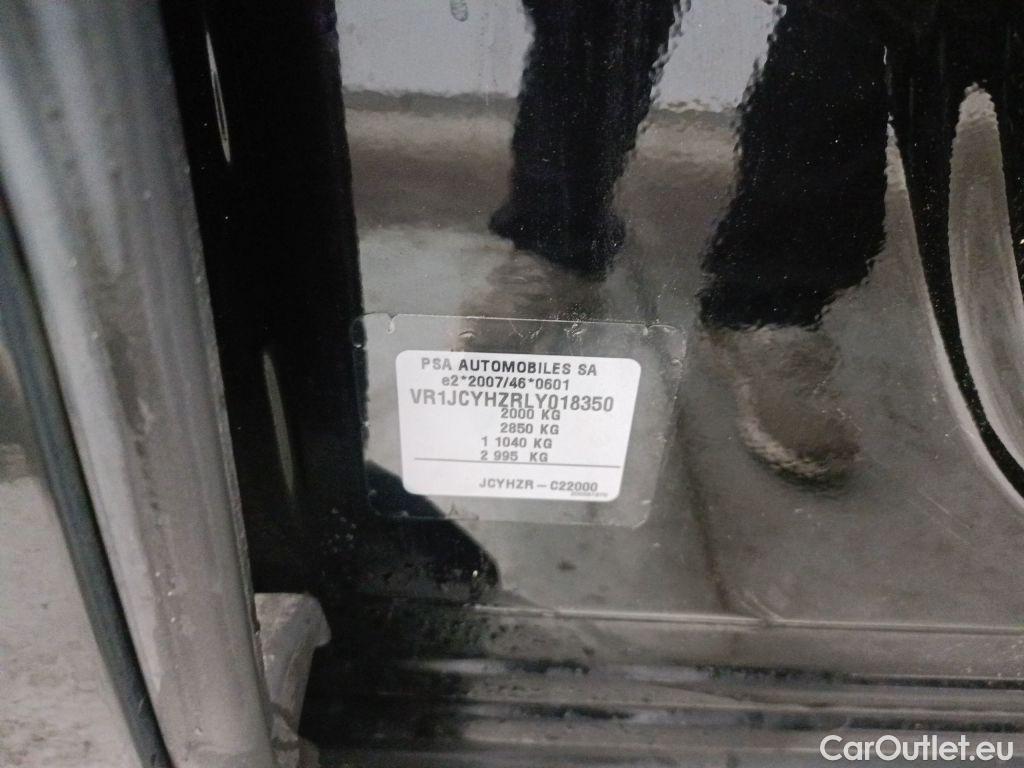 PSA AUTOMOBILES SA
e2*2007/46*0601
VR1JCYHZRLY018350
2000 KG
2850 KG
1 1040 KG
2 995 KG
JCYHZR - C22000
CarOutlet.eu